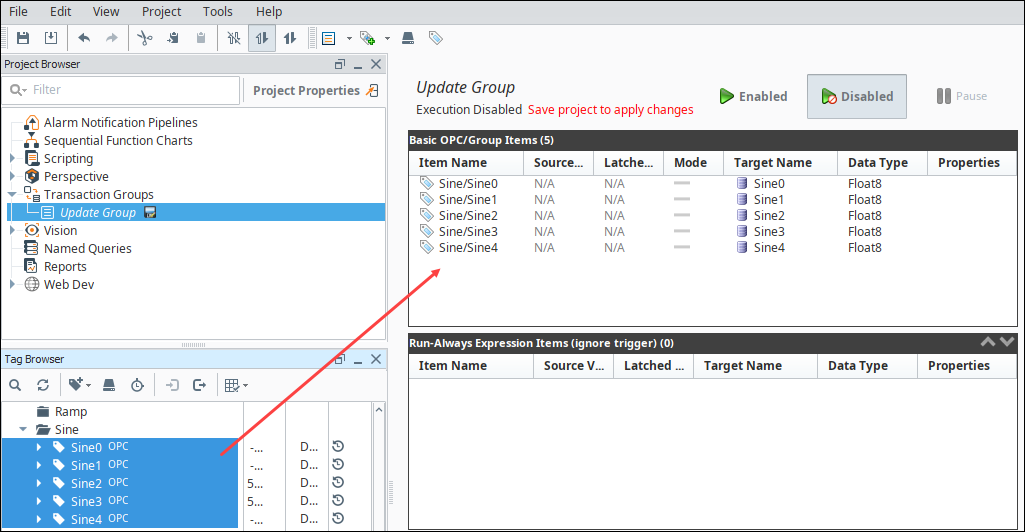 File Edit View Project Tools Help
Project Browser
Filter
Project Properties
Alarm Notification Pipelines
Sequential Function Charts
Scripting
Perspective
Transaction Groups
Update Group
Vision
Named Queries
Reports
Web Dev
Tag Browser
Ramp
Sine
Sine0 OPC -... D...
Sine1 OPC -... D...
Sine2 OPC 5... D...
Sine3 OPC 5... D...
Sine4 OPC -... D...
Update Group
Execution Disabled Save project to apply changes
Enabled
Disabled
Pause
Basic OPC/Group Items (5)
Item Name Source... Latche... Mode Target Name Data Type Properties
Sine/Sine0 N/A N/A Sine0 Float8
Sine/Sine1 N/A N/A Sine1 Float8
Sine/Sine2 N/A N/A Sine2 Float8
Sine/Sine3 N/A N/A Sine3 Float8
Sine/Sine4 N/A N/A Sine4 Float8
Run-Always Expression Items (ignore trigger) (0)
Item Name Source V... Latched ... Target Name Data Type Properties